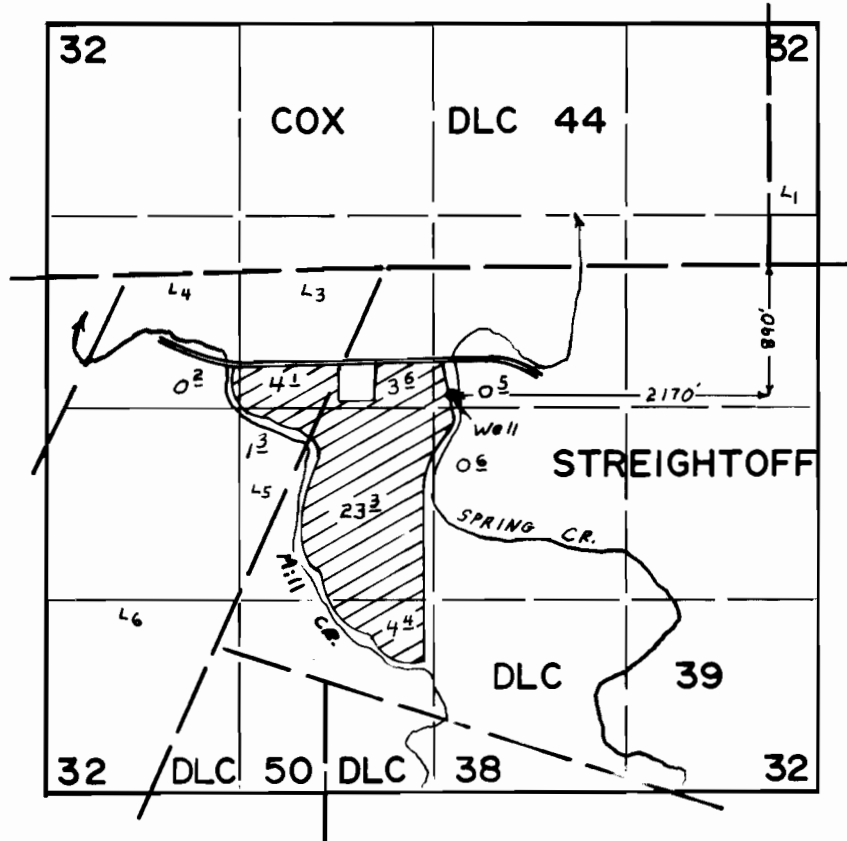 32 32
COX DLC 44
L1
L4 L3
890'
0 2 4 1 3 6 0 5 2170'
Well
1 3 0 6
STREIGHTOFF
L5
23 3
SPRING CR.
Mill
CR.
L6
4 4
DLC 39
32 DLC 50 DLC 38 32